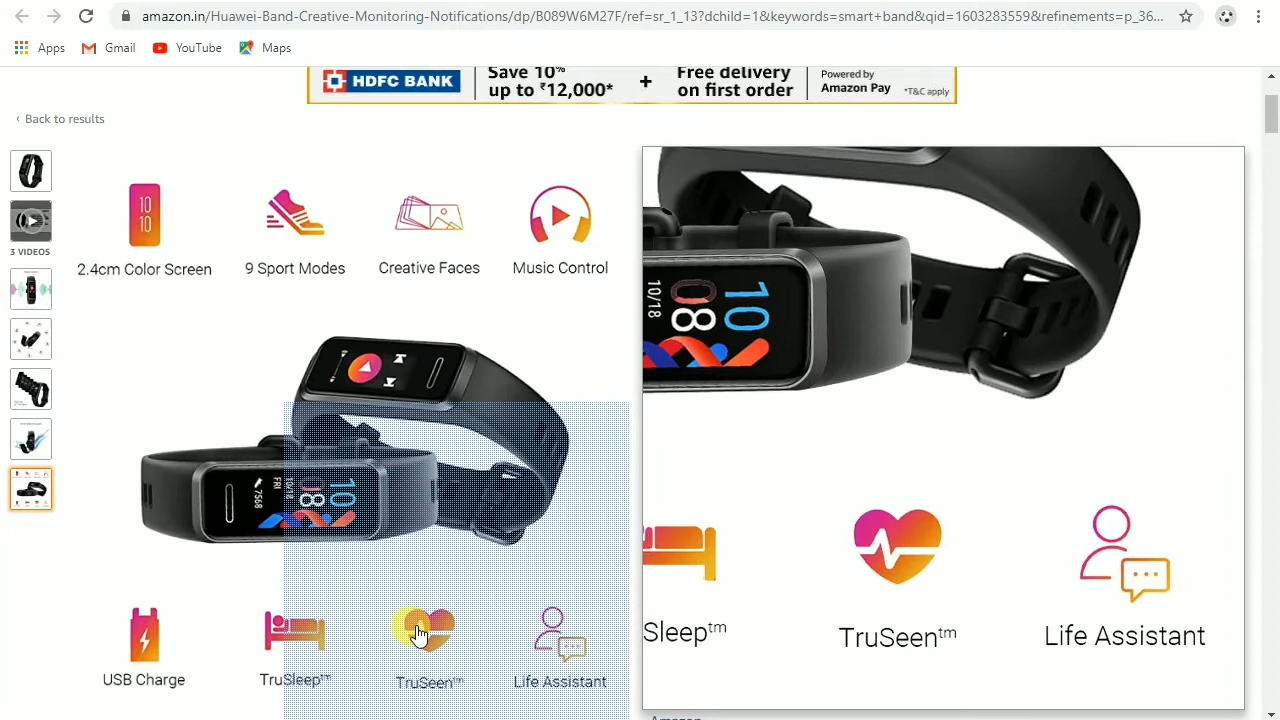 amazon.in/Huawei-Band-Creative-Monitoring-Notifications/dp/B089W6M27F/ref=sr_1_13?dchild=1&keywords=smart+band&qid=1603283559&refinements=p_36...
Apps Gmail YouTube Maps
HDFC BANK
Save 10%
up to ₹12,000*
+
Free delivery
on first order
Powered by
Amazon Pay
*T&C apply
‹ Back to results
3 VIDEOS
2.4cm Color Screen
9 Sport Modes
Creative Faces
Music Control
10
10
7568
FRI
10/18
08
10
USB Charge
TruSleep™
TruSeen™
Life Assistant
10/18
08
10
Sleep™
TruSeen™
Life Assistant